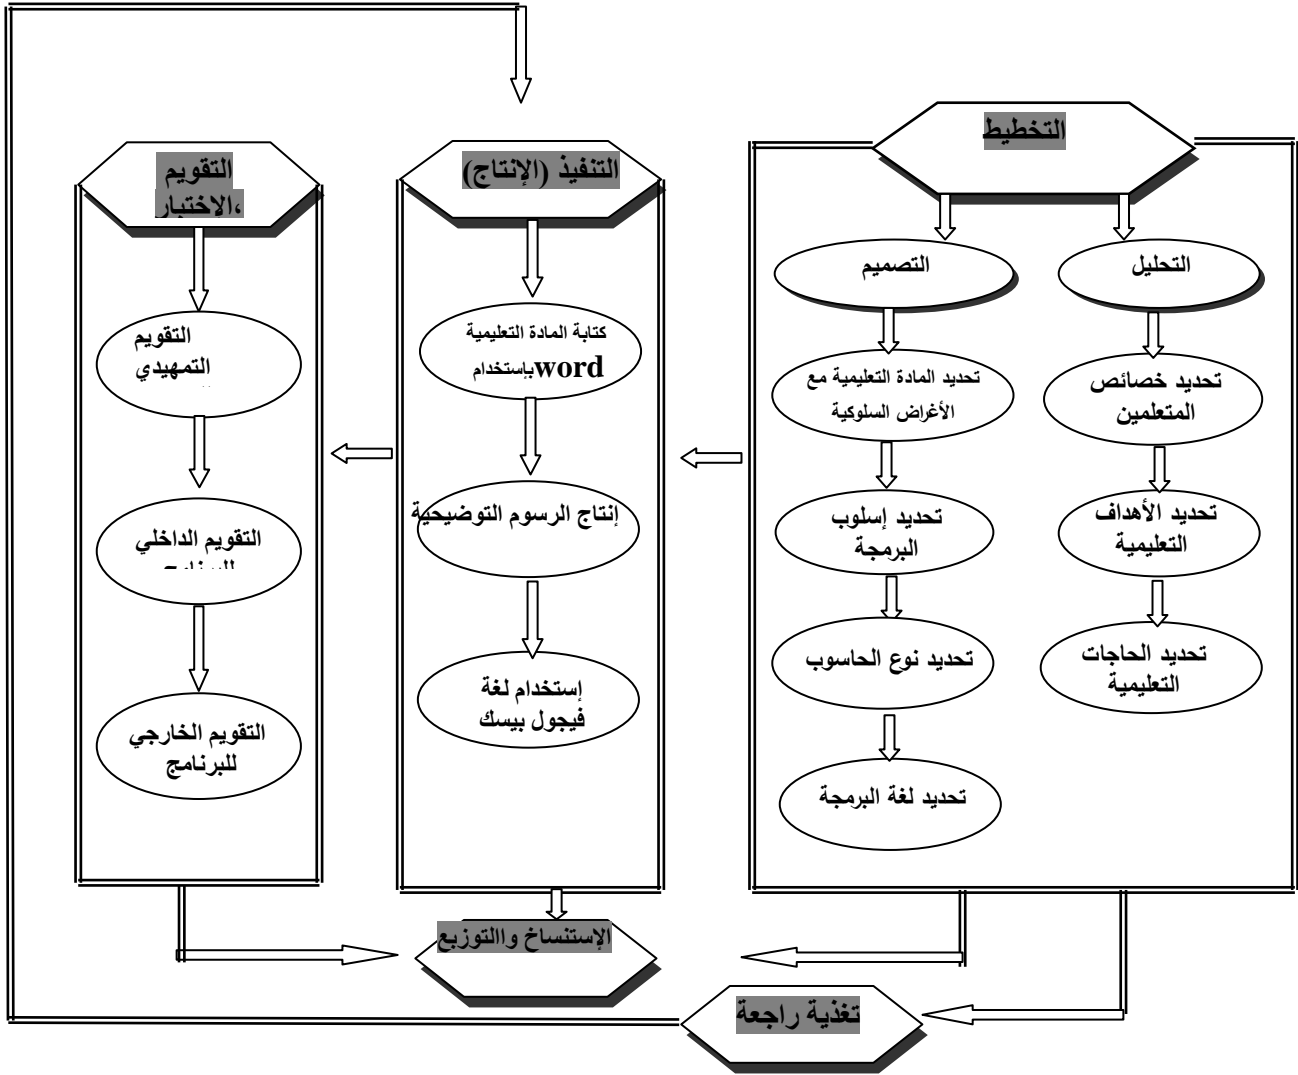 التخطيط
التحليل
تحديد خصائص
المتعلمين
تحديد الأهداف
التعليمية
تحديد الحاجات
التعليمية
التصميم
تحديد المادة التعليمية مع
الأغراض السلوكية
تحديد إسلوب
البرمجة
تحديد نوع الحاسوب
تحديد لغة البرمجة
التنفيذ (الإنتاج)
كتابة المادة التعليمية
بإستخدام word
إنتاج الرسوم التوضيحية
إستخدام لغة
فيجول بيسك
التقويم
،الاختبار
التقويم
التمهيدي
التقويم الداخلي
للبرنامج
التقويم الخارجي
للبرنامج
الإستنساخ واالتوزيع
تغذية راجعة